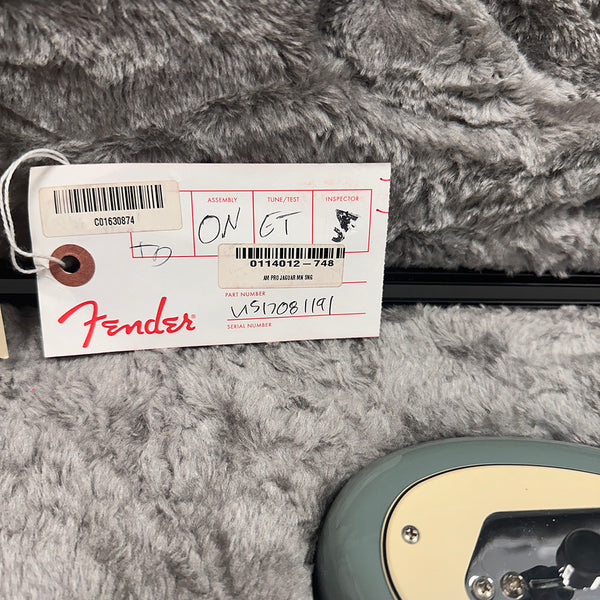 C01630874
ASSEMBLY
TUNE/TEST
INSPECTOR
TD
ON
ET
0114012-748
AM PRO JAGUAR MN SNG
PART NUMBER
US17081191
SERIAL NUMBER
Fender®